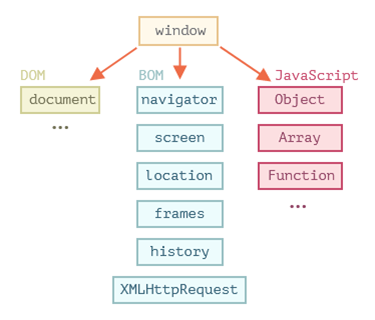 window
DOM
document
...
BOM
navigator
screen
location
frames
history
XMLHttpRequest
JavaScript
Object
Array
Function
...